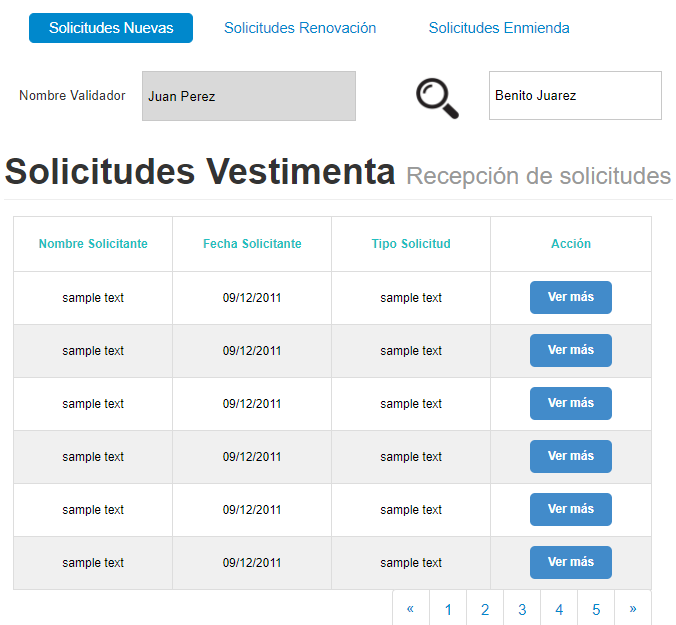 Solicitudes Nuevas Solicitudes Renovación Solicitudes Enmienda
Nombre Validador Juan Perez Benito Juarez
Solicitudes Vestimenta Recepción de solicitudes
Nombre Solicitante Fecha Solicitante Tipo Solicitud Acción
sample text 09/12/2011 sample text Ver más
sample text 09/12/2011 sample text Ver más
sample text 09/12/2011 sample text Ver más
sample text 09/12/2011 sample text Ver más
sample text 09/12/2011 sample text Ver más
sample text 09/12/2011 sample text Ver más
« 1 2 3 4 5 »